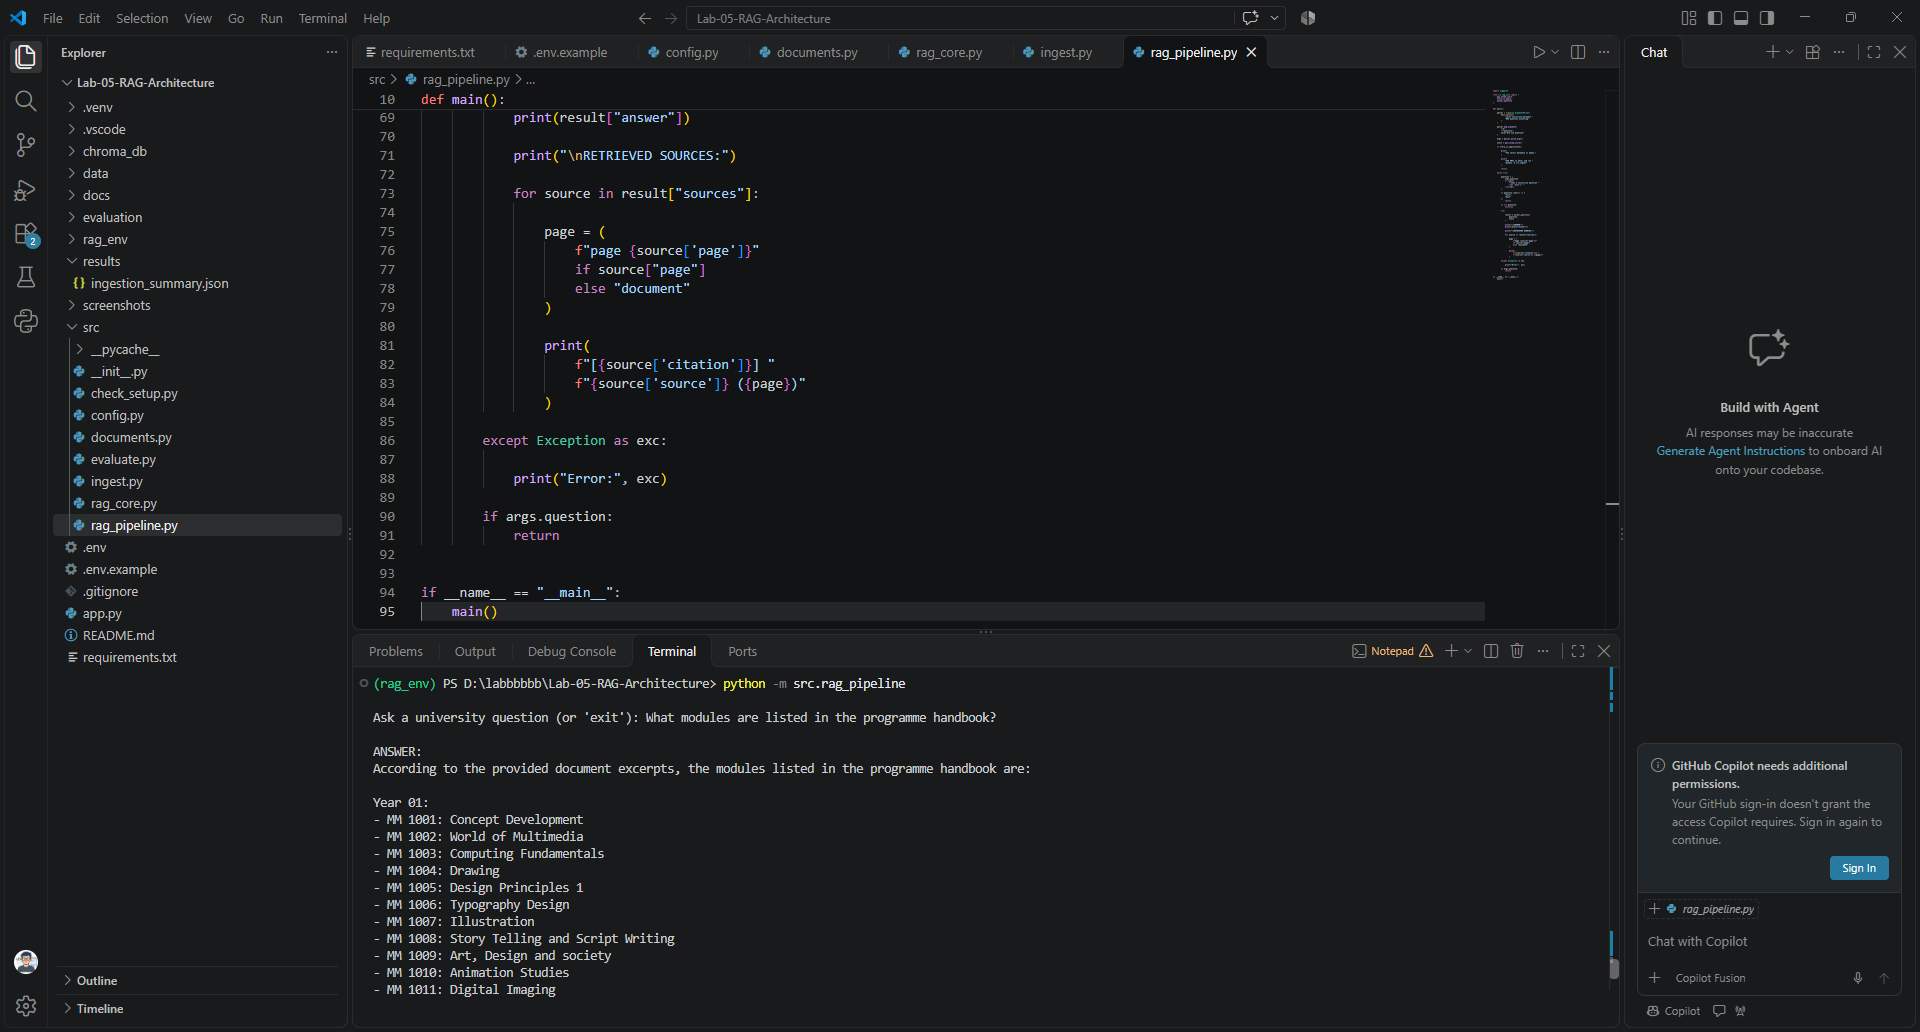 File Edit Selection View Go Run Terminal Help
Lab-05-RAG-Architecture
Explorer
Lab-05-RAG-Architecture
.venv
.vscode
chroma_db
data
docs
evaluation
rag_env
results
{} ingestion_summary.json
screenshots
src
__pycache__
__init__.py
check_setup.py
config.py
documents.py
evaluate.py
ingest.py
rag_core.py
rag_pipeline.py
.env
.env.example
.gitignore
app.py
README.md
requirements.txt
Outline
Timeline
2
requirements.txt .env.example config.py documents.py rag_core.py ingest.py rag_pipeline.py
src > rag_pipeline.py > ...
10 def main():
69 print(result["answer"])
70
71 print("\nRETRIEVED SOURCES:")
72
73 for source in result["sources"]:
74
75 page = (
76 f"page {source['page']}"
77 if source["page"]
78 else "document"
79 )
80
81 print(
82 f"[{source['citation']}] "
83 f"{source['source']} ({page})"
84 )
85
86 except Exception as exc:
87
88 print("Error:", exc)
89
90 if args.question:
91 return
92
93
94 if __name__ == "__main__":
95 main()
Problems Output Debug Console Terminal Ports
Notepad
(rag_env) PS D:\labbbbbb\Lab-05-RAG-Architecture> python -m src.rag_pipeline
Ask a university question (or 'exit'): What modules are listed in the programme handbook?
ANSWER:
According to the provided document excerpts, the modules listed in the programme handbook are:
Year 01:
- MM 1001: Concept Development
- MM 1002: World of Multimedia
- MM 1003: Computing Fundamentals
- MM 1004: Drawing
- MM 1005: Design Principles 1
- MM 1006: Typography Design
- MM 1007: Illustration
- MM 1008: Story Telling and Script Writing
- MM 1009: Art, Design and society
- MM 1010: Animation Studies
- MM 1011: Digital Imaging
Chat
Build with Agent
AI responses may be inaccurate
Generate Agent Instructions to onboard AI
onto your codebase.
GitHub Copilot needs additional
permissions.
Your GitHub sign-in doesn't grant the
access Copilot requires. Sign in again to
continue.
Sign In
rag_pipeline.py
Chat with Copilot
Copilot Fusion
Copilot